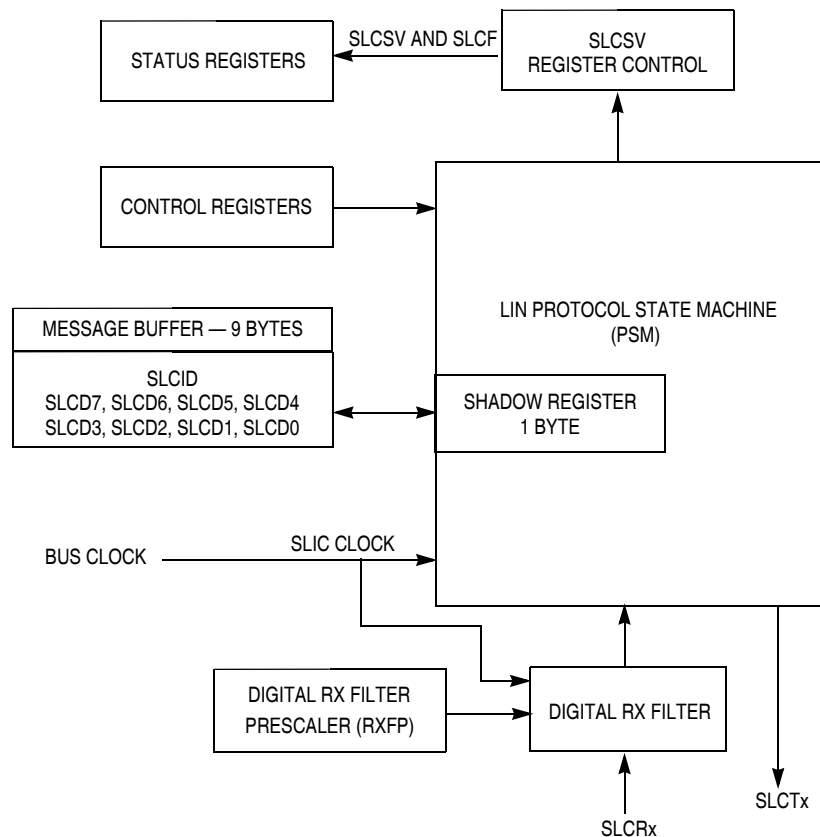 SLCSV AND SLCF
STATUS REGISTERS
SLCSV
REGISTER CONTROL
CONTROL REGISTERS
LIN PROTOCOL STATE MACHINE
(PSM)
MESSAGE BUFFER — 9 BYTES
SLCID
SLCD7, SLCD6, SLCD5, SLCD4
SLCD3, SLCD2, SLCD1, SLCD0
SHADOW REGISTER
1 BYTE
BUS CLOCK
SLIC CLOCK
DIGITAL RX FILTER
PRESCALER (RXFP)
DIGITAL RX FILTER
SLCTx
SLCRx